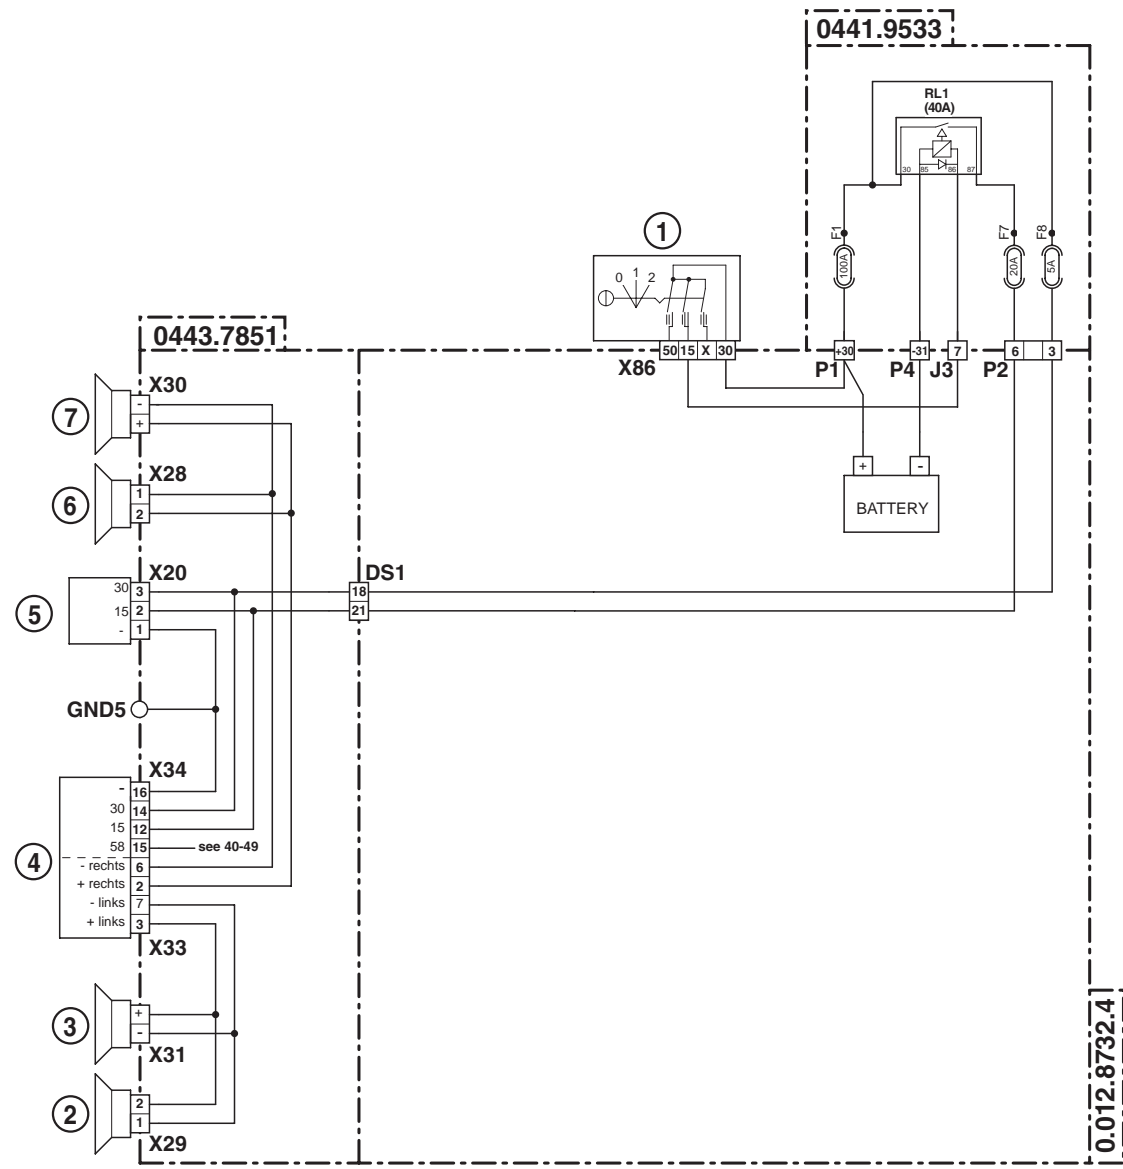 0441.9533
RL1
(40A)
30 85 86 87
F1 F7 F8
100A 20A 5A
1
0 1 2
0443.7851
50 15 X 30
X86
+30 -31 7 6 3
P1 P4 J3 P2
X30
-
+
7
X28
1
2
6
+ -
BATTERY
X20
DS1
30 3
15 2
- 1
18
21
5
GND5
X34
- 16
30 14
15 12
58 15 see 40-49
- rechts 6
+ rechts 2
- links 7
+ links 3
4
X33
+
-
3
X31
2
1
2
X29
0.012.8732.4